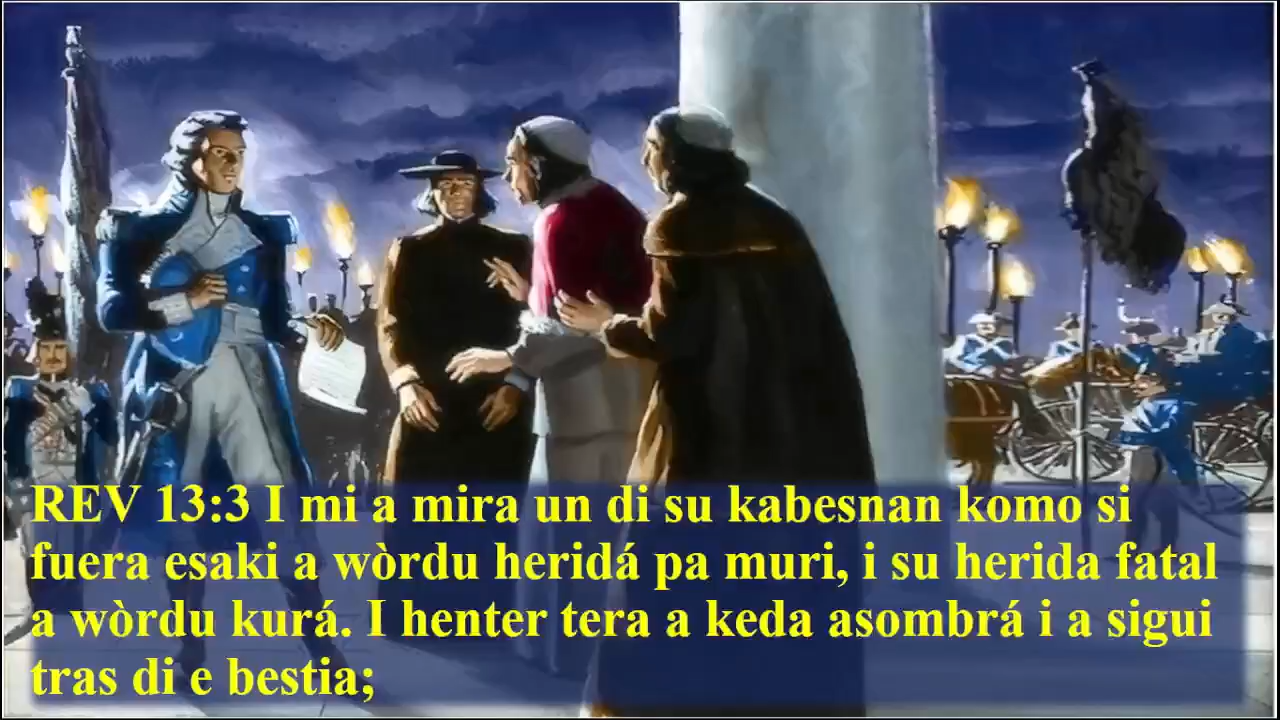 REV 13:3 I mi a mira un di su kabesnan komo si
fuera esaki a wòrdu heridá pa muri, i su herida fatal
a wòrdu kurá. I henter tera a keda asombrá i a sigui
tras di e bestia;